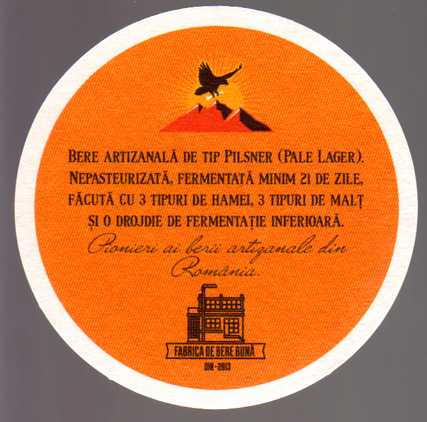 BERE ARTIZANALĂ DE TIP PILSNER (PALE LAGER).
NEPASTEURIZATĂ, FERMENTATĂ MINIM 21 DE ZILE,
FĂCUTĂ CU 3 TIPURI DE HAMEI, 3 TIPURI DE MALȚ
ȘI O DROJDIE DE FERMENTAȚIE INFERIOARĂ.
Pionieri ai berii artizanale din
România.
FABRICA DE BERE BUNĂ
DIN - 2013